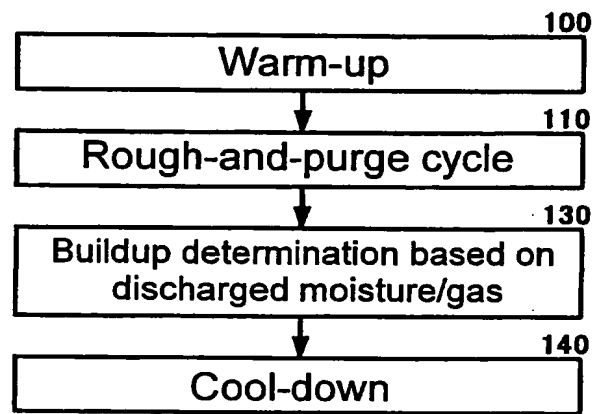 100
Warm-up
110
Rough-and-purge cycle
130
Buildup determination based on
discharged moisture/gas
140
Cool-down